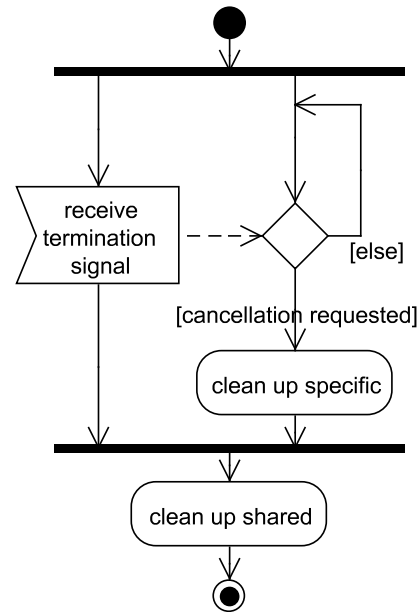 receive
termination
signal
[else]
[cancellation requested]
clean up specific
clean up shared